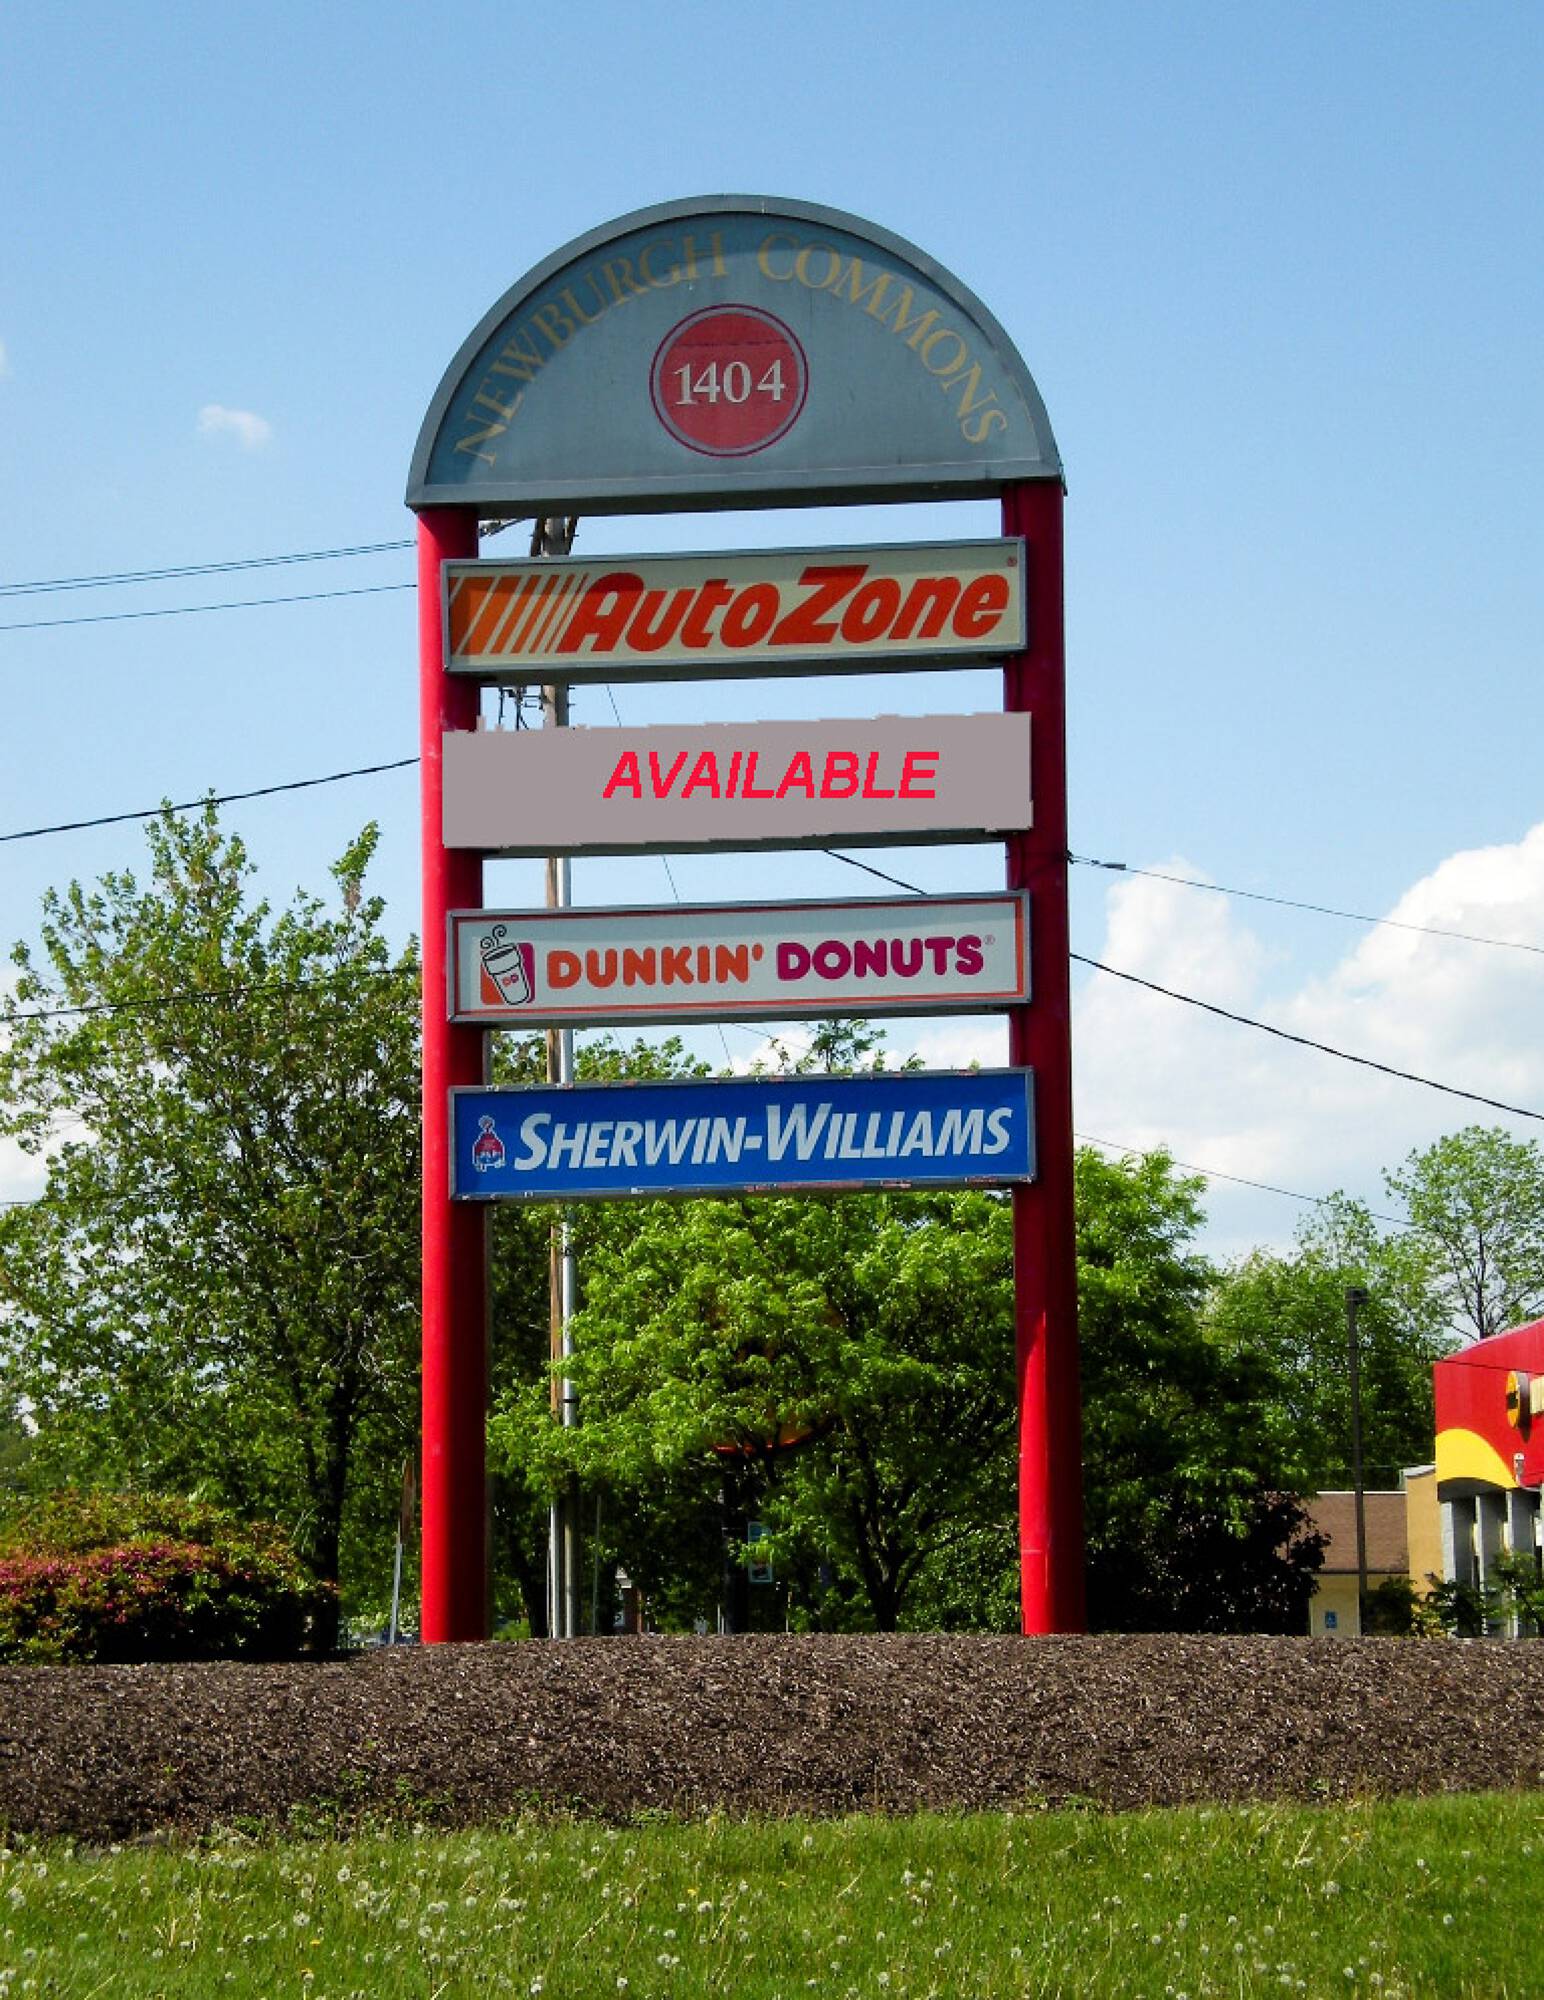 NEWBURGH COMMONS
1404
AutoZone
AVAILABLE
DUNKIN' DONUTS
SHERWIN-WILLIAMS